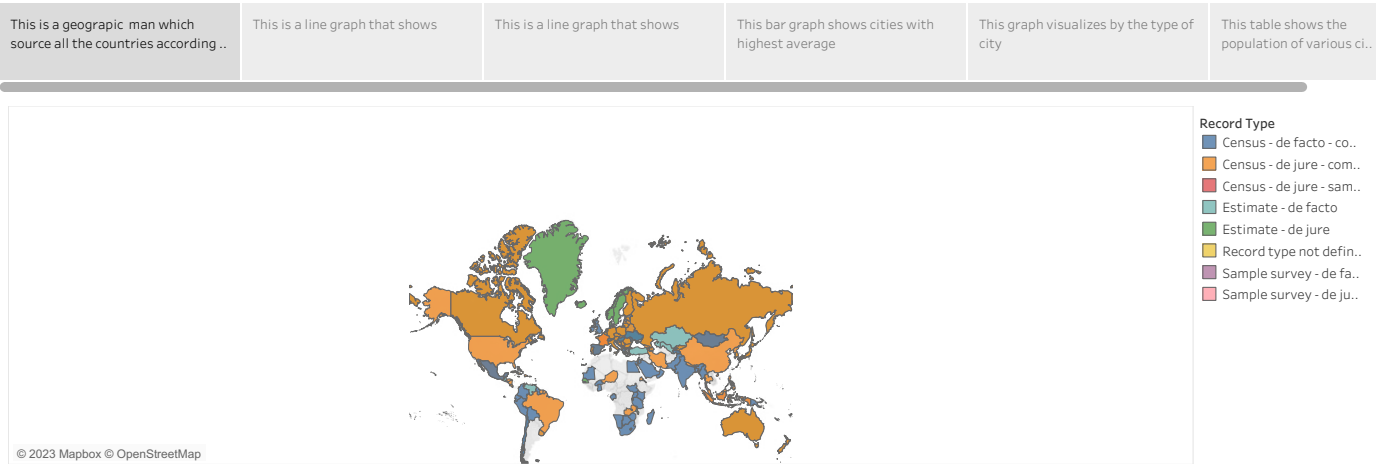 This is a geograpic  man which
source all the countries according ..
This is a line graph that shows
This is a line graph that shows
This bar graph shows cities with
highest average
This graph visualizes by the type of
city
This table shows the
population of various ci..
Record Type
Census - de facto - co..
Census - de jure - com..
Census - de jure - sam..
Estimate - de facto
Estimate - de jure
Record type not defin..
Sample survey - de fa..
Sample survey - de ju..
© 2023 Mapbox © OpenStreetMap